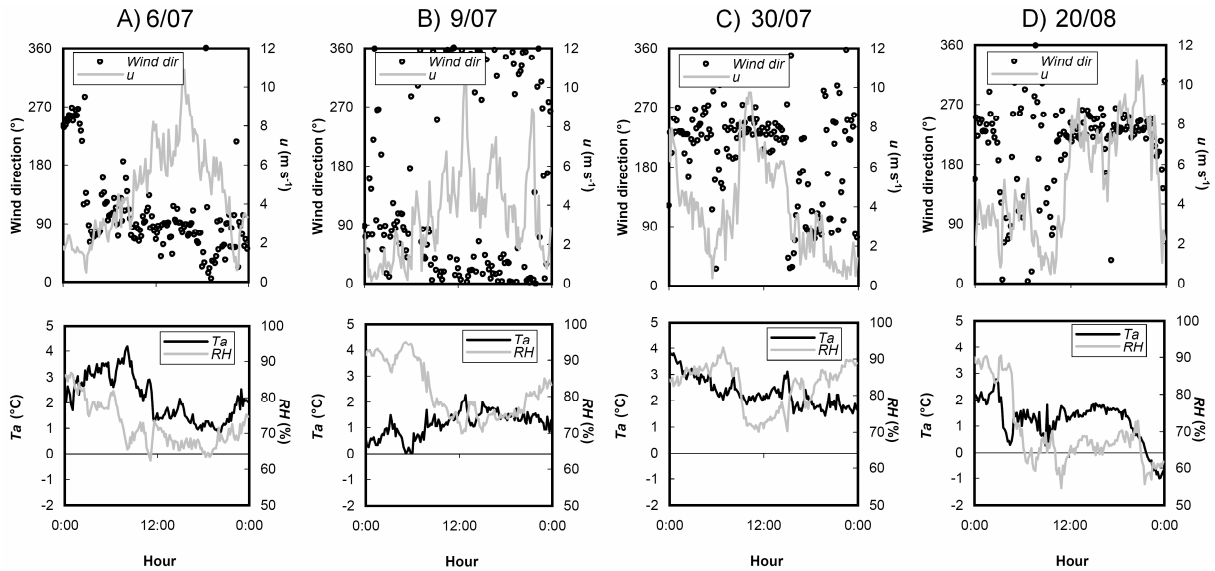 A) 6/07
B) 9/07
C) 30/07
D) 20/08
360
270
180
90
0
Wind direction (°)
Wind dir
u
12
10
8
6
4
2
0
u (m s-1)
360
270
180
90
0
Wind direction (°)
Wind dir
u
12
10
8
6
4
2
0
u (m s-1)
360
270
180
90
0
Wind direction (°)
Wind dir
u
12
10
8
6
4
2
0
u (m s-1)
360
270
180
90
0
Wind direction (°)
Wind dir
u
12
10
8
6
4
2
0
u (m s-1)
5
4
3
2
1
0
-1
-2
Ta (°C)
Ta
RH
100
90
80
70
60
50
RH (%)
0:00 12:00 0:00
Hour
5
4
3
2
1
0
-1
-2
Ta (°C)
Ta
RH
100
90
80
70
60
50
RH (%)
0:00 12:00 0:00
Hour
5
4
3
2
1
0
-1
-2
Ta (°C)
Ta
RH
100
90
80
70
60
50
RH (%)
0:00 12:00 0:00
Hour
5
4
3
2
1
0
-1
-2
Ta (°C)
Ta
RH
100
90
80
70
60
50
RH (%)
0:00 12:00 0:00
Hour